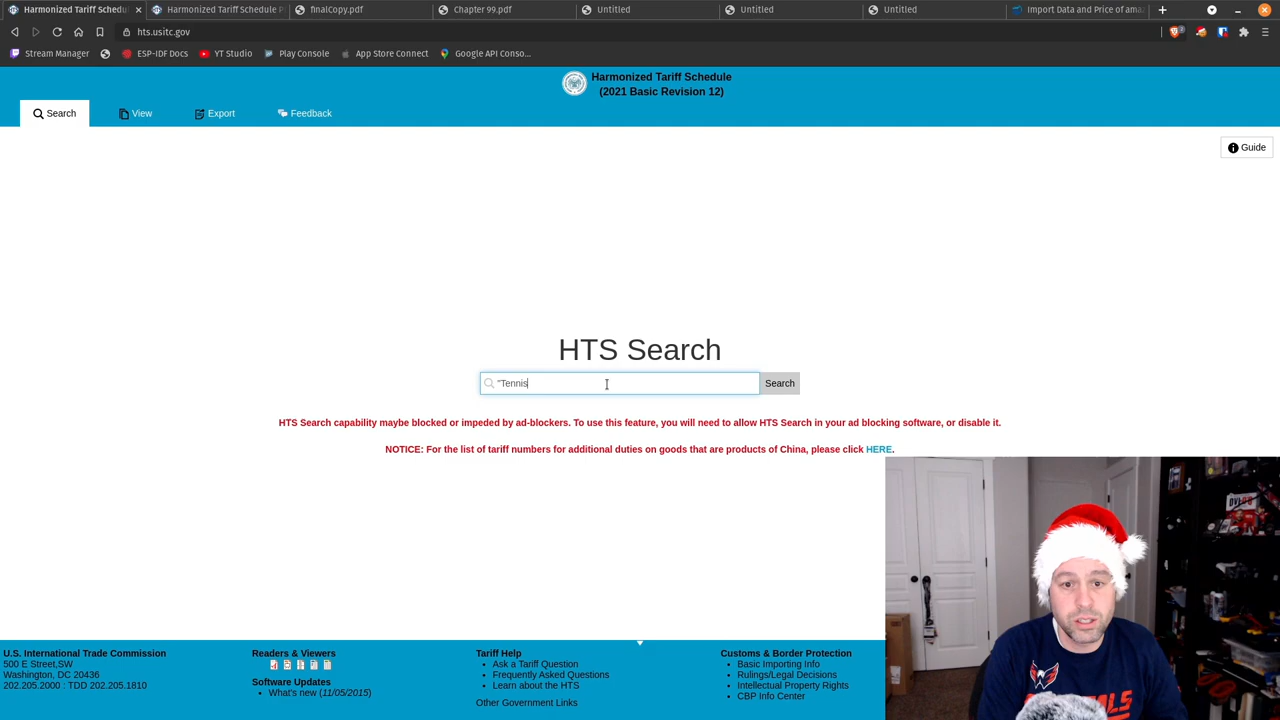 Harmonized Tariff Schedul
Harmonized Tariff Schedule P
finalCopy.pdf
Chapter 99.pdf
Untitled
Untitled
Untitled
Import Data and Price of ama
hts.usitc.gov
Stream Manager
ESP-IDF Docs
YT Studio
Play Console
App Store Connect
Google API Conso...
Harmonized Tariff Schedule
(2021 Basic Revision 12)
Search
View
Export
Feedback
Guide
HTS Search
"Tennis
Search
HTS Search capability maybe blocked or impeded by ad-blockers. To use this feature, you will need to allow HTS Search in your ad blocking software, or disable it.
NOTICE: For the list of tariff numbers for additional duties on goods that are products of China, please click HERE.
U.S. International Trade Commission
500 E Street,SW
Washington, DC 20436
202.205.2000 : TDD 202.205.1810
Readers & Viewers
Software Updates
What's new (11/05/2015)
Tariff Help
Ask a Tariff Question
Frequently Asked Questions
Learn about the HTS
Other Government Links
Customs & Border Protection
Basic Importing Info
Rulings/Legal Decisions
Intellectual Property Rights
CBP Info Center